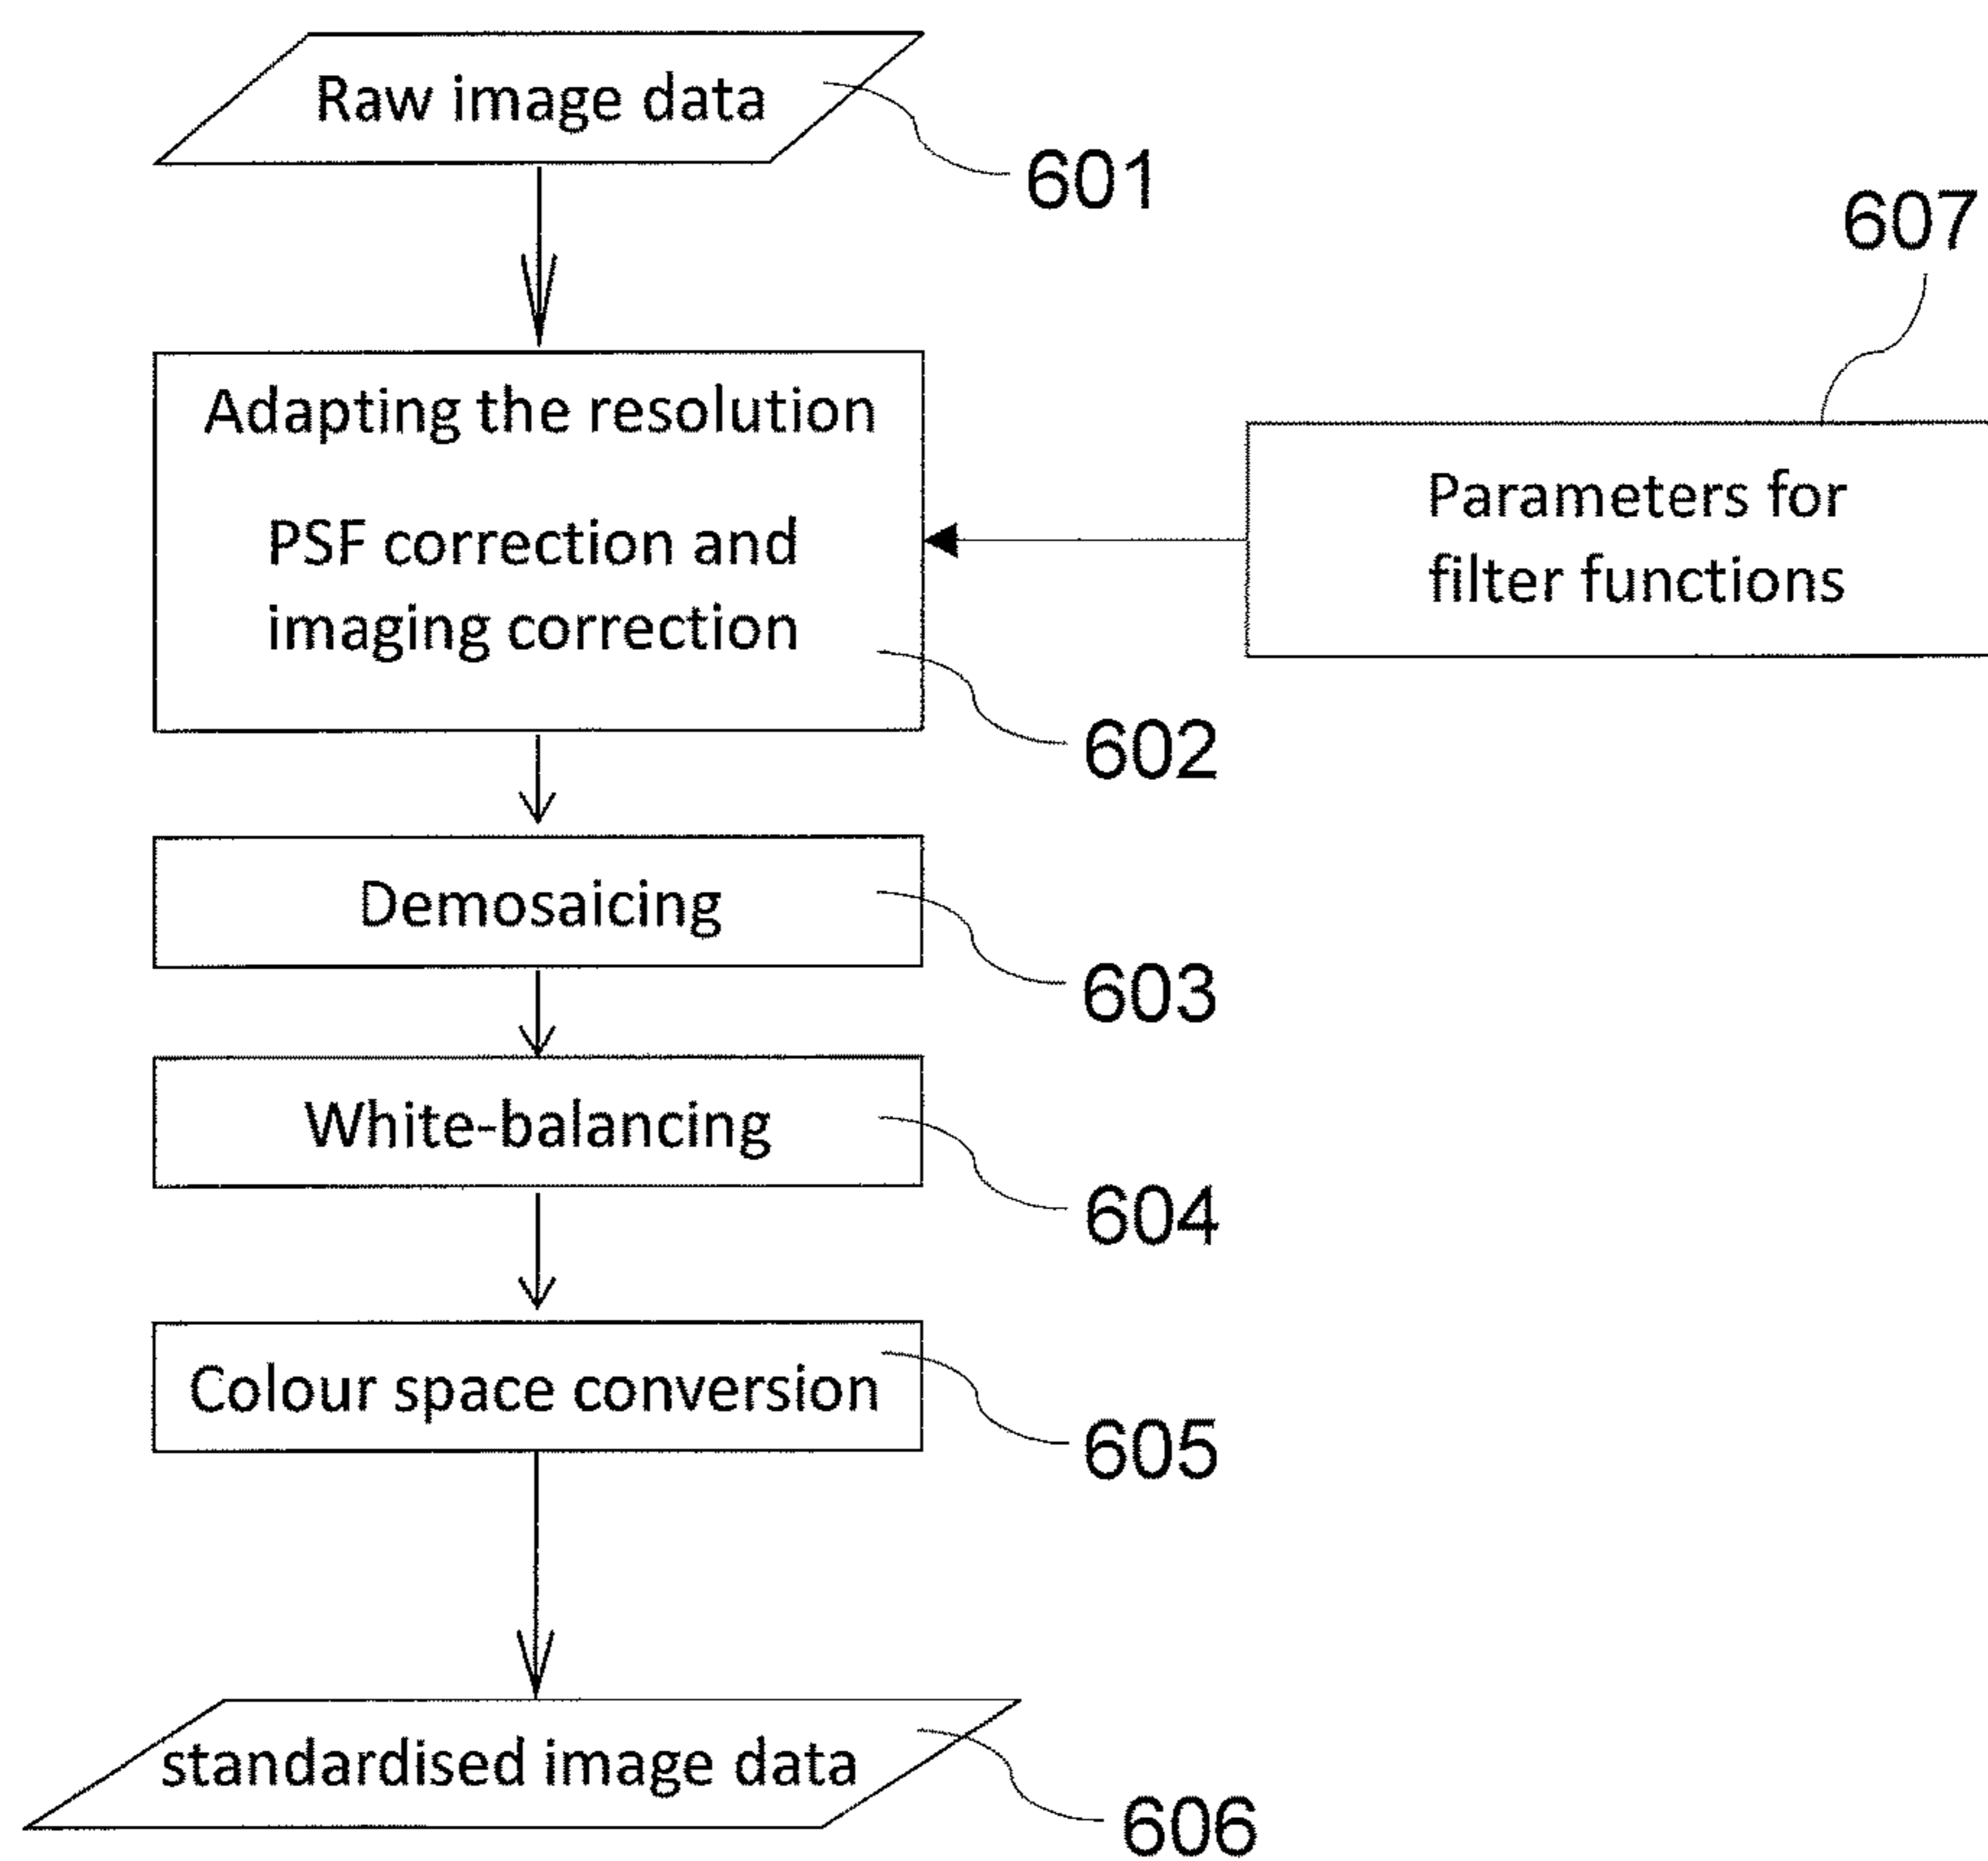 Raw image data
601
607
Adapting the resolution
PSF correction and
imaging correction
Parameters for
filter functions
602
Demosaicing
603
White-balancing
604
Colour space conversion
605
standardised image data
606